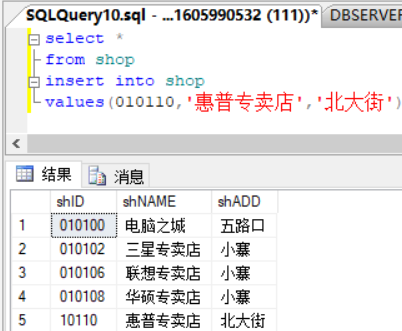 SQLQuery10.sql - ...1605990532 (111))* DBSERVER
select *
from shop
insert into shop
values(010110,'惠普专卖店','北大街')
结果 消息
shID shNAME shADD
1 010100 电脑之城 五路口
2 010102 三星专卖店 小寨
3 010106 联想专卖店 小寨
4 010108 华硕专卖店 小寨
5 10110 惠普专卖店 北大街